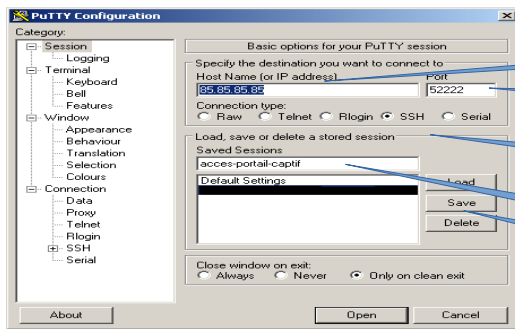 PuTTY Configuration
Category:
Session
Logging
Terminal
Keyboard
Bell
Features
Window
Appearance
Behaviour
Translation
Selection
Colours
Connection
Data
Proxy
Telnet
Rlogin
SSH
Serial
Basic options for your PuTTY session
Specify the destination you want to connect to
Host Name (or IP address) Port
85.85.85.85 52222
Connection type:
Raw Telnet Rlogin SSH Serial
Load, save or delete a stored session
Saved Sessions
acces-portail-captif
Default Settings Load
Save
Delete
Close window on exit:
Always Never Only on clean exit
About Open Cancel